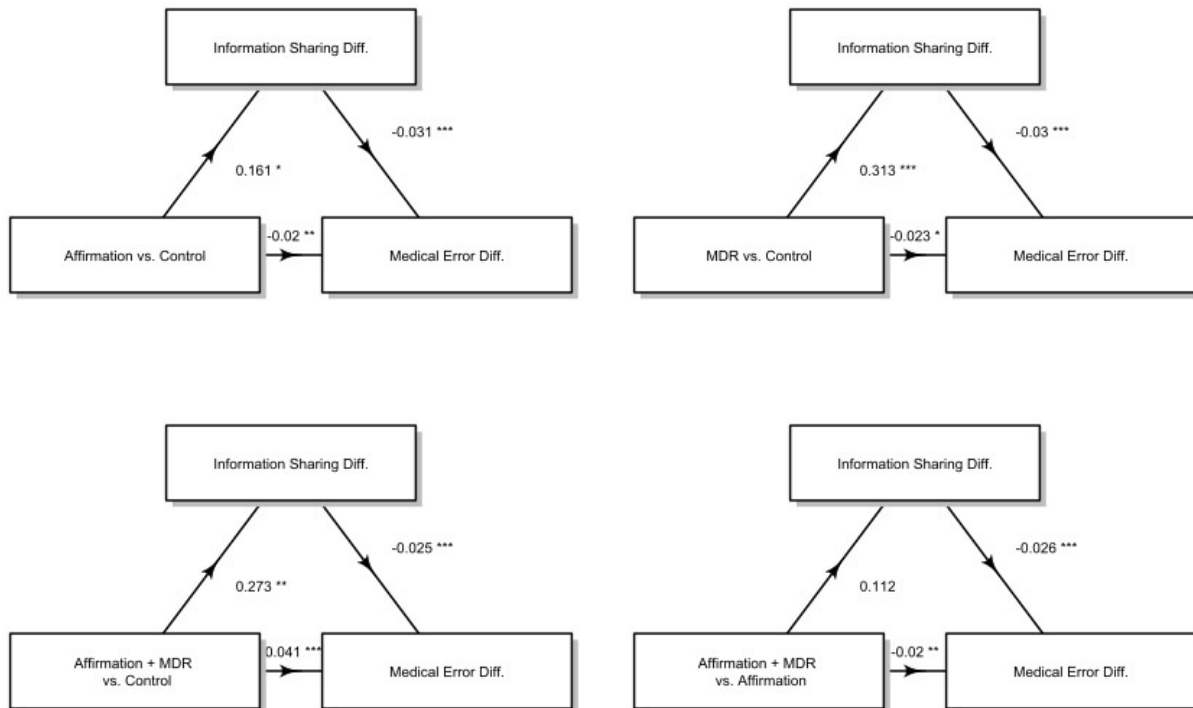 Information Sharing Diff.
-0.031 ***
0.161 *
-0.02 **
Affirmation vs. Control
Medical Error Diff.
Information Sharing Diff.
-0.03 ***
0.313 ***
-0.023 *
MDR vs. Control
Medical Error Diff.
Information Sharing Diff.
-0.025 ***
0.273 **
0.041 ***
Affirmation + MDR
vs. Control
Medical Error Diff.
Information Sharing Diff.
-0.026 ***
0.112
-0.02 **
Affirmation + MDR
vs. Affirmation
Medical Error Diff.